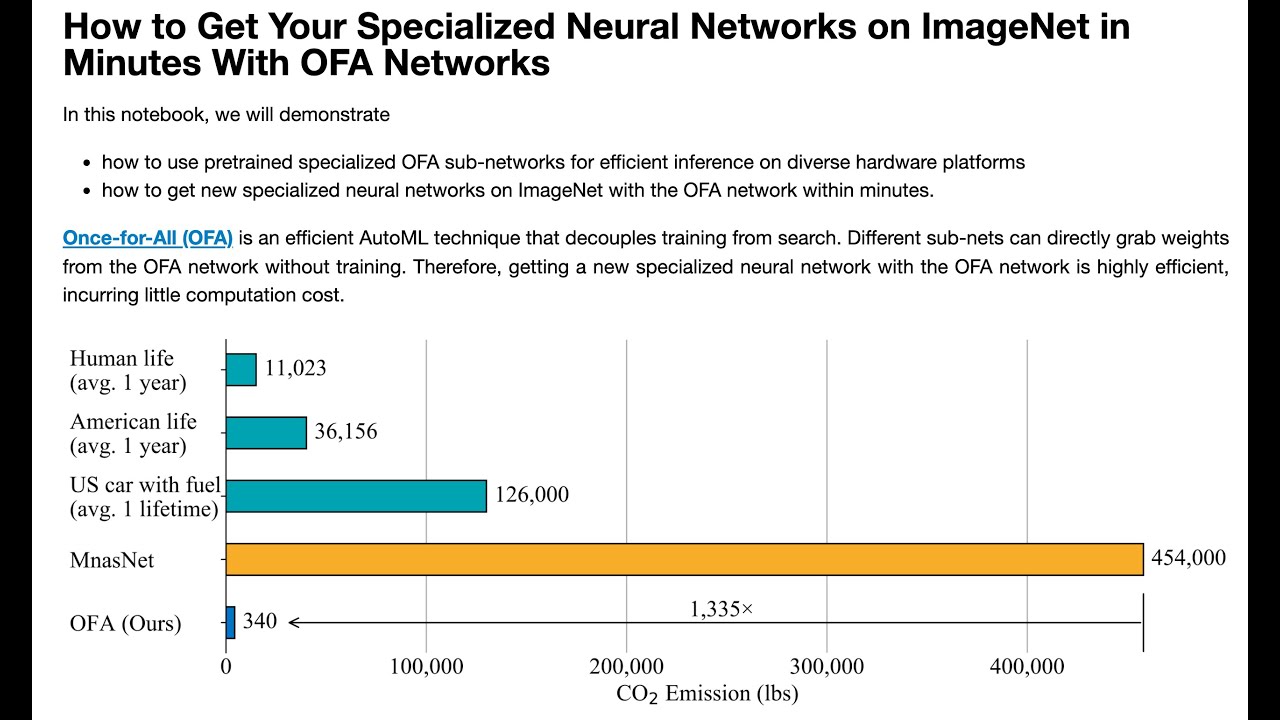 How to Get Your Specialized Neural Networks on ImageNet in
Minutes With OFA Networks
In this notebook, we will demonstrate
• how to use pretrained specialized OFA sub-networks for efficient inference on diverse hardware platforms
• how to get new specialized neural networks on ImageNet with the OFA network within minutes.
Once-for-All (OFA) is an efficient AutoML technique that decouples training from search. Different sub-nets can directly grab weights
from the OFA network without training. Therefore, getting a new specialized neural network with the OFA network is highly efficient,
incurring little computation cost.
Human life
(avg. 1 year)
11,023
American life
(avg. 1 year)
36,156
US car with fuel
(avg. 1 lifetime)
126,000
MnasNet
454,000
OFA (Ours)
340
1,335×
0
100,000
200,000
300,000
400,000
CO₂ Emission (lbs)